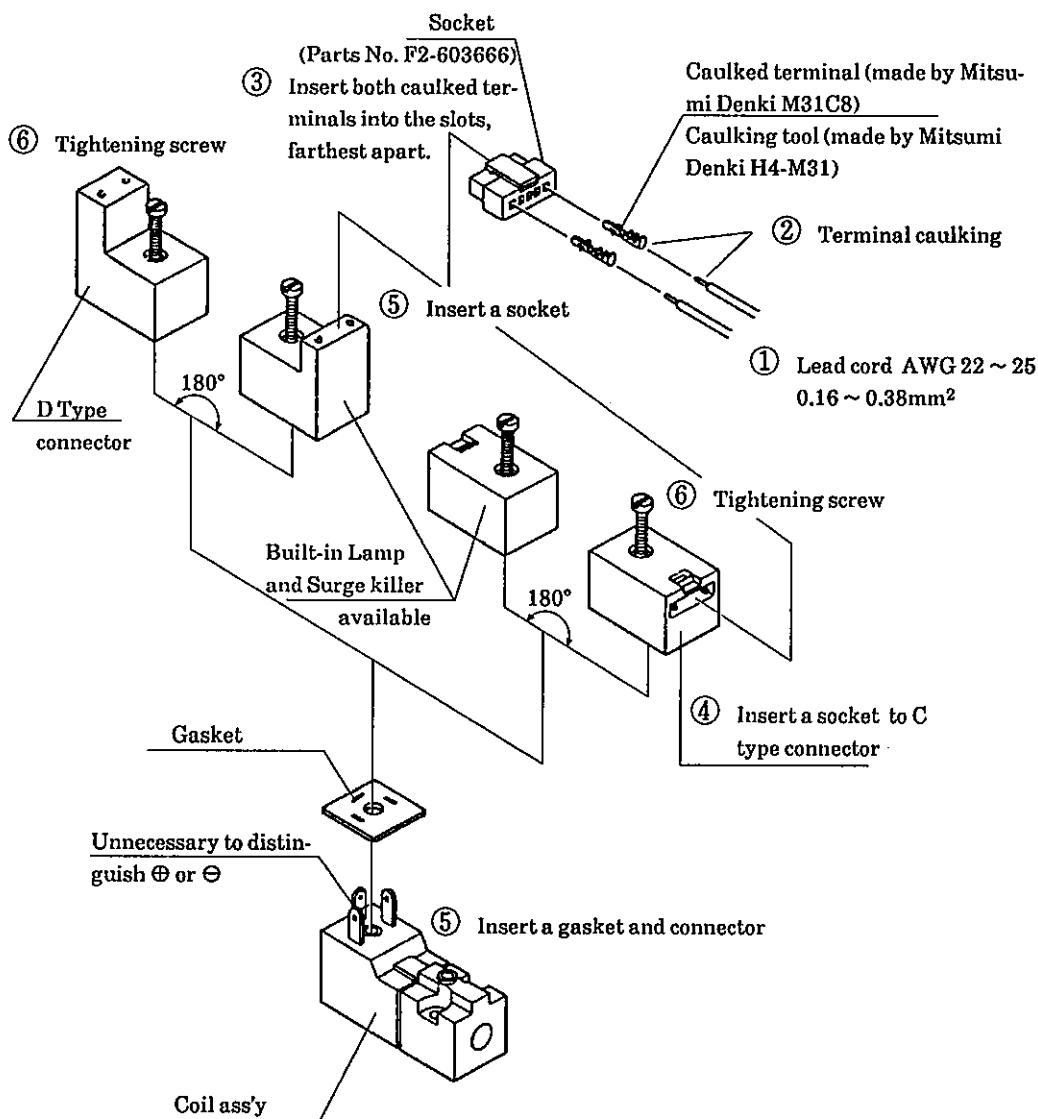 Socket
(Parts No. F2-603666)
③ Insert both caulked ter-
minals into the slots,
farthest apart.
Caulked terminal (made by Mitsu-
mi Denki M31C8)
Caulking tool (made by Mitsumi
Denki H4-M31)
⑥ Tightening screw
② Terminal caulking
⑤ Insert a socket
① Lead cord AWG 22 ~ 25
0.16 ~ 0.38mm²
180°
D Type
connector
⑥ Tightening screw
Built-in Lamp
and Surge killer
available
180°
④ Insert a socket to C
type connector
Gasket
Unnecessary to distin-
guish ⊕ or ⊖
⑤ Insert a gasket and connector
Coil ass'y